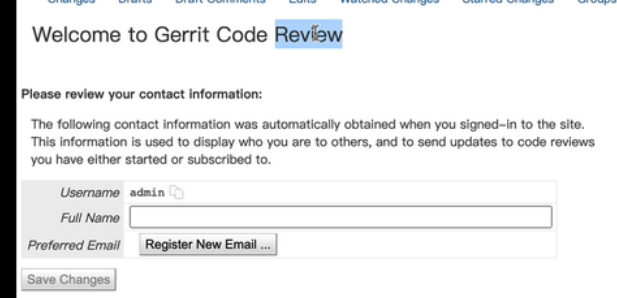 Changes Drafts Draft Comments Edits Watched Changes Starred Changes Groups
Welcome to Gerrit Code Review
Please review your contact information:
The following contact information was automatically obtained when you signed-in to the site.
This information is used to display who you are to others, and to send updates to code reviews
you have either started or subscribed to.
Username admin
Full Name
Preferred Email Register New Email ...
Save Changes